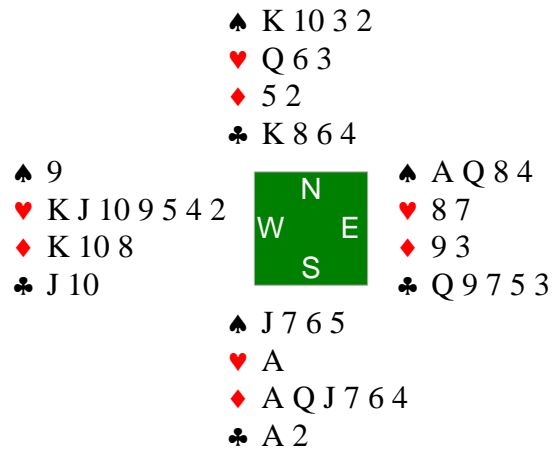 ♠ K 10 3 2
♥ Q 6 3
♦ 5 2
♣ K 8 6 4
♠ 9
♥ K J 10 9 5 4 2
♦ K 10 8
♣ J 10
N
W E
S
♠ A Q 8 4
♥ 8 7
♦ 9 3
♣ Q 9 7 5 3
♠ J 7 6 5
♥ A
♦ A Q J 7 6 4
♣ A 2